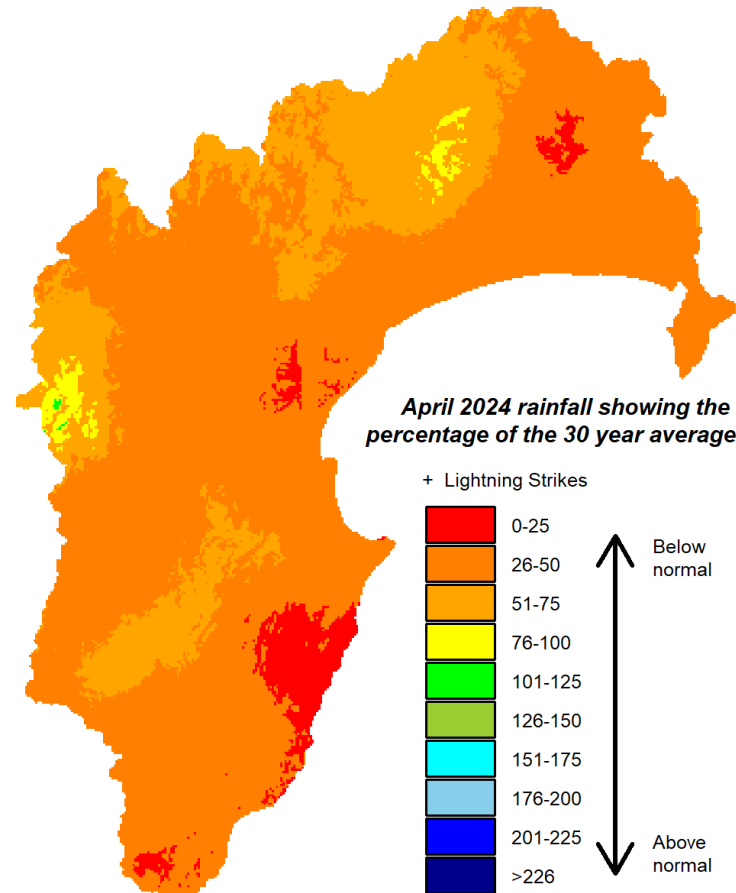 April 2024 rainfall showing the
percentage of the 30 year average
+ Lightning Strikes
0-25
26-50
51-75
76-100
101-125
126-150
151-175
176-200
201-225
>226
Below
normal
Above
normal